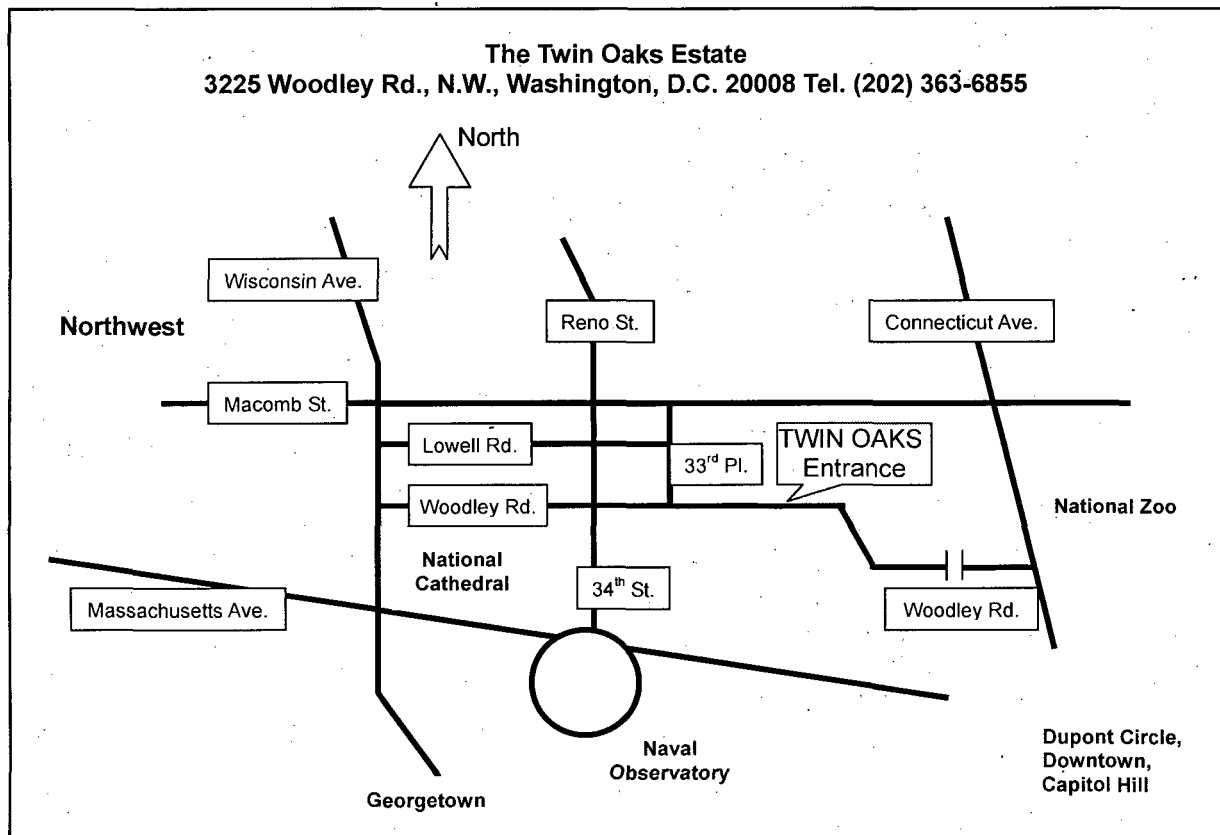 The Twin Oaks Estate
3225 Woodley Rd., N.W., Washington, D.C. 20008 Tel. (202) 363-6855
North
Wisconsin Ave.
Northwest
Reno St.
Connecticut Ave.
Macomb St.
Lowell Rd.
33rd Pl.
TWIN OAKS
Entrance
Woodley Rd.
National Zoo
National
Cathedral
34th St.
Massachusetts Ave.
Woodley Rd.
Naval
Observatory
Dupont Circle,
Downtown,
Capitol Hill
Georgetown